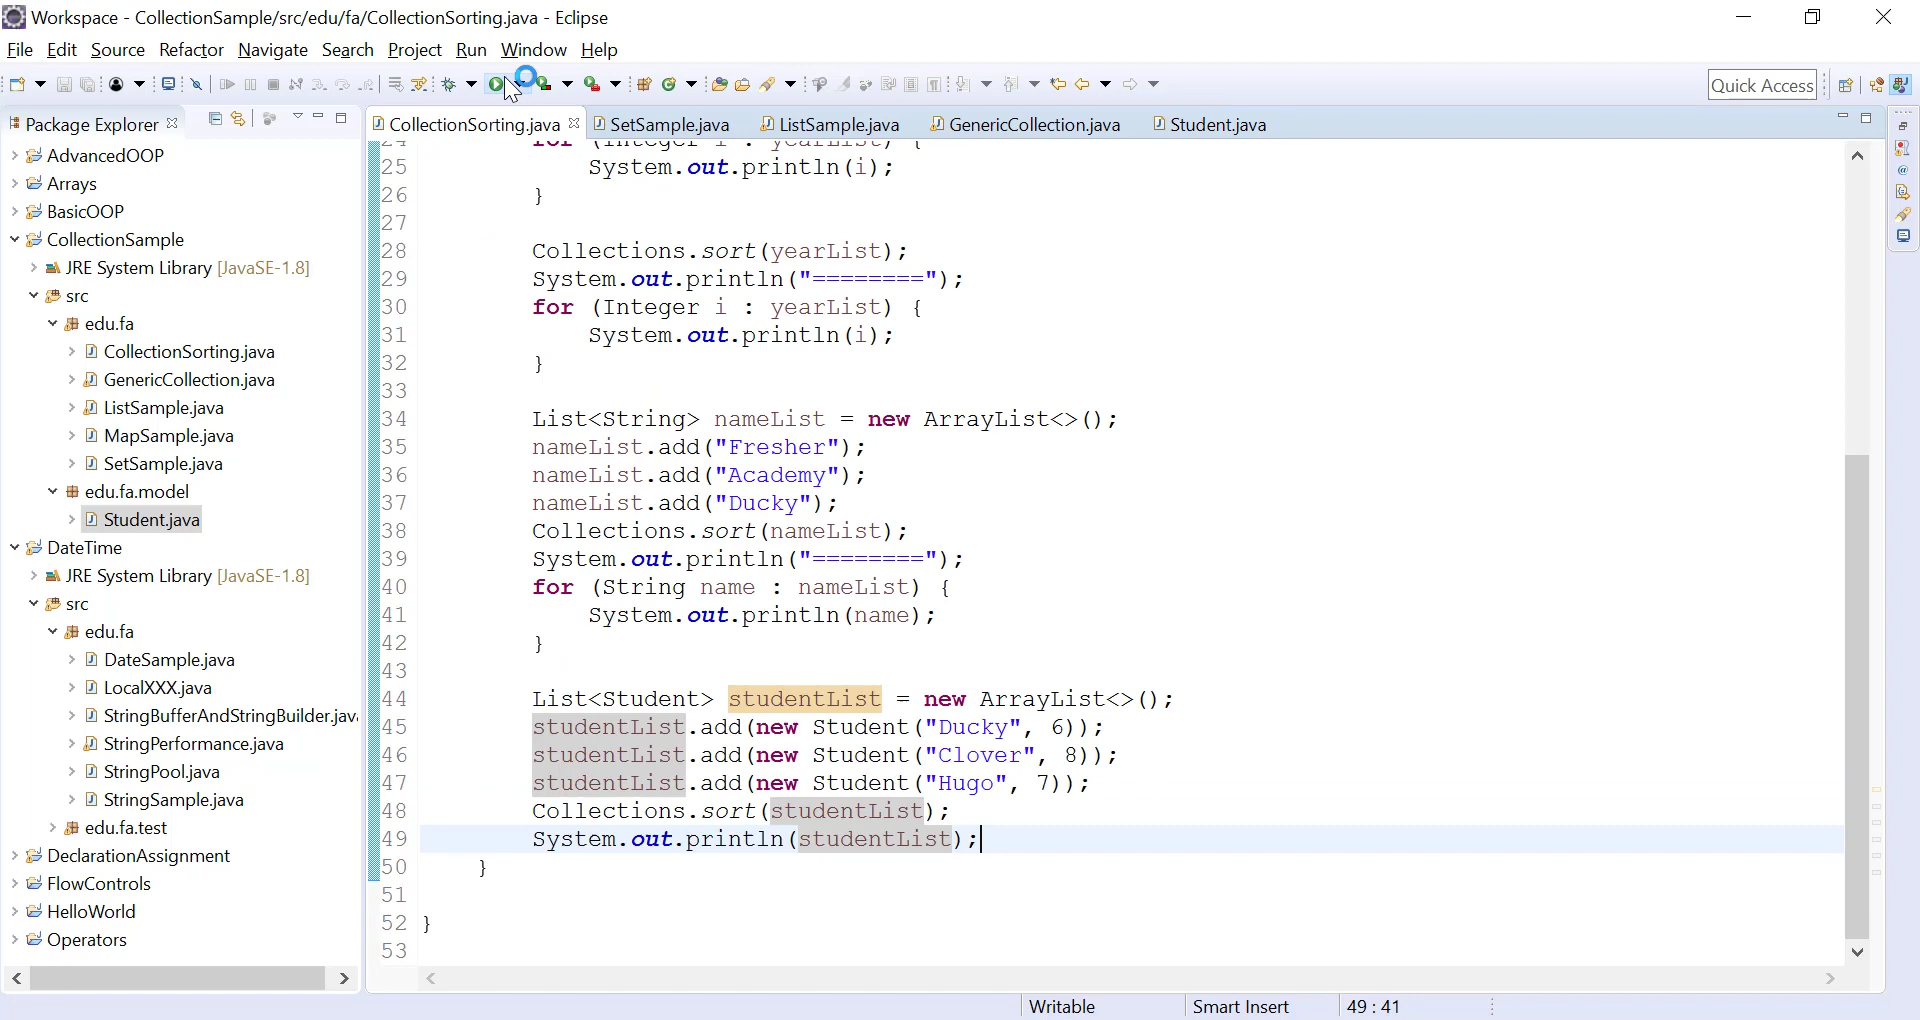 Workspace - CollectionSample/src/edu/fa/CollectionSorting.java - Eclipse
File Edit Source Refactor Navigate Search Project Run Window Help
Quick Access
Package Explorer
CollectionSorting.java SetSample.java ListSample.java GenericCollection.java Student.java
AdvancedOOP
Arrays
BasicOOP
CollectionSample
JRE System Library [JavaSE-1.8]
src
edu.fa
CollectionSorting.java
GenericCollection.java
ListSample.java
MapSample.java
SetSample.java
edu.fa.model
Student.java
DateTime
JRE System Library [JavaSE-1.8]
src
edu.fa
DateSample.java
LocalXXX.java
StringBufferAndStringBuilder.jav
StringPerformance.java
StringPool.java
StringSample.java
edu.fa.test
DeclarationAssignment
FlowControls
HelloWorld
Operators
24 for (Integer i : yearList) {
25 System.out.println(i);
26 }
27
28 Collections.sort(yearList);
29 System.out.println("========");
30 for (Integer i : yearList) {
31 System.out.println(i);
32 }
33
34 List<String> nameList = new ArrayList<>();
35 nameList.add("Fresher");
36 nameList.add("Academy");
37 nameList.add("Ducky");
38 Collections.sort(nameList);
39 System.out.println("========");
40 for (String name : nameList) {
41 System.out.println(name);
42 }
43
44 List<Student> studentList = new ArrayList<>();
45 studentList.add(new Student("Ducky", 6));
46 studentList.add(new Student("Clover", 8));
47 studentList.add(new Student("Hugo", 7));
48 Collections.sort(studentList);
49 System.out.println(studentList);
50 }
51
52 }
53
Writable Smart Insert 49 : 41